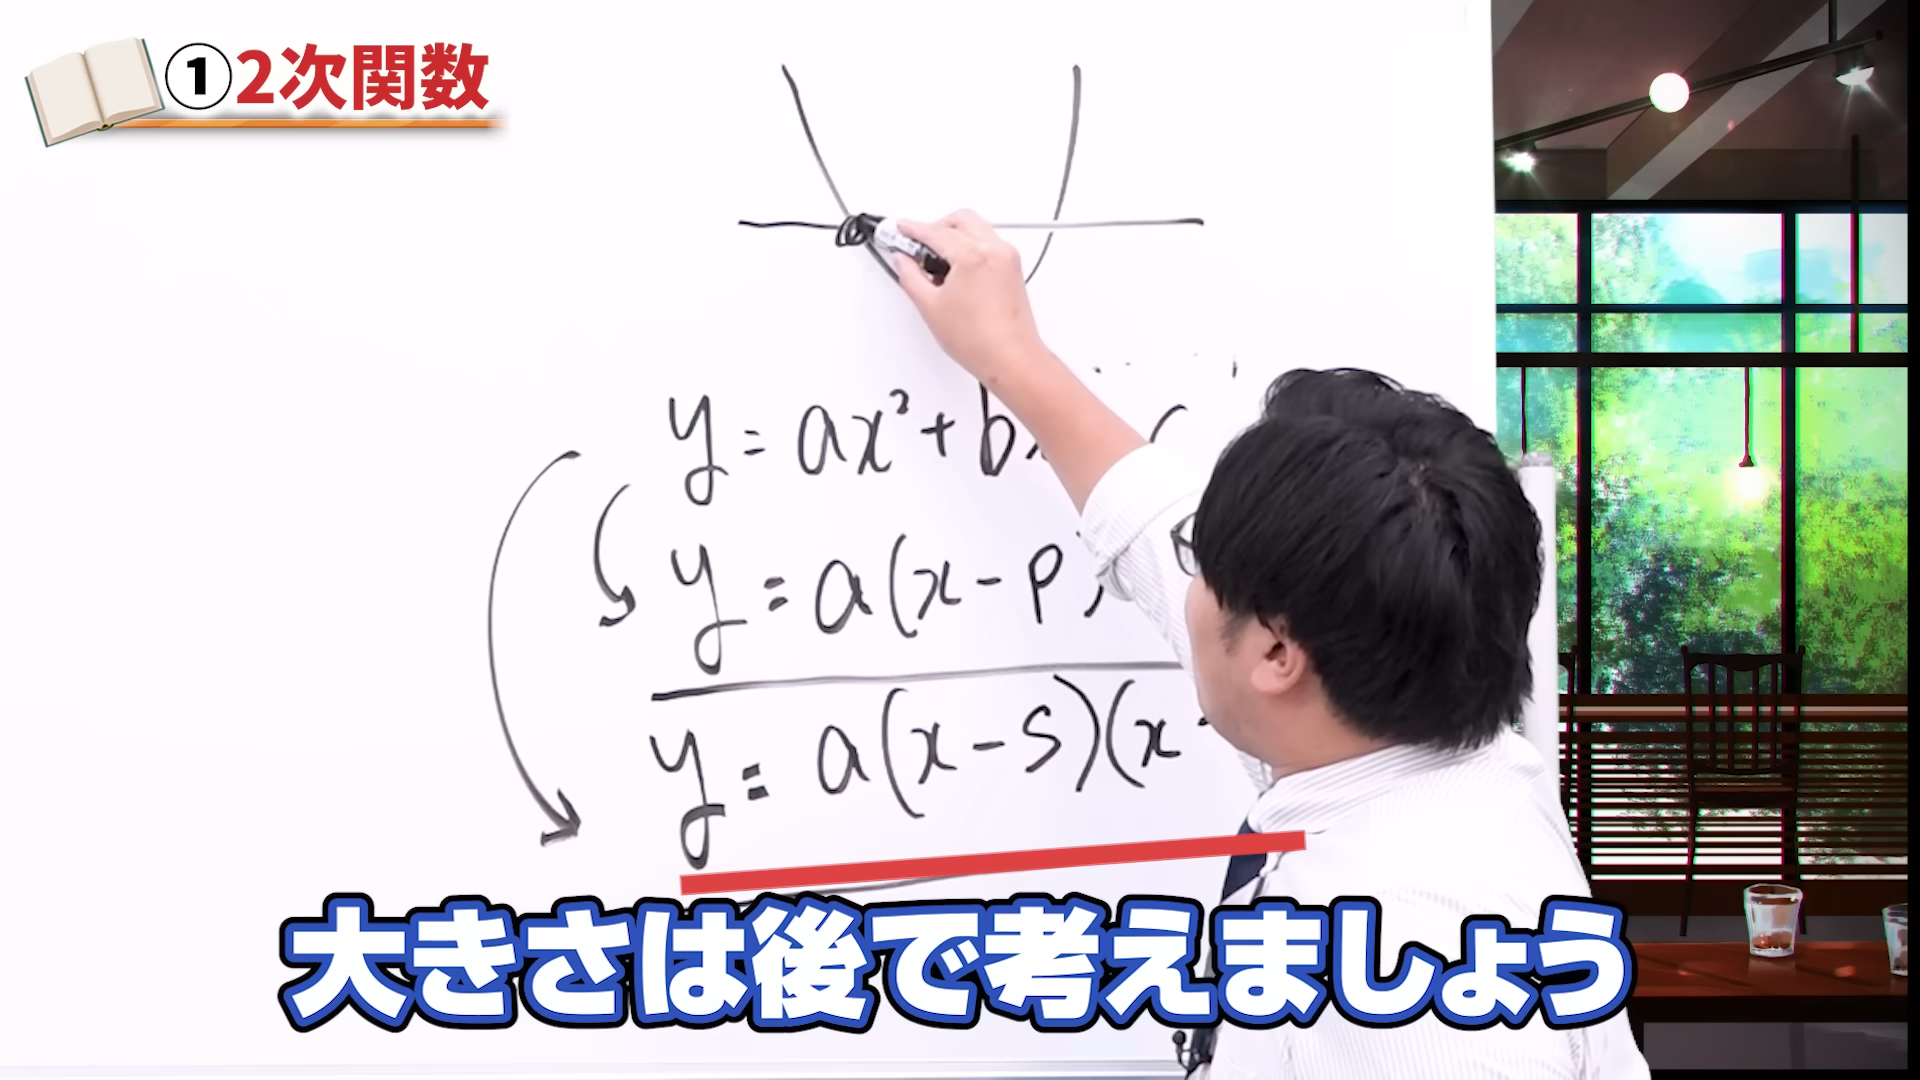 ①2次関数
y = ax² + b
y = a(x - p)
y = a(x - s)(x -
大きさは後で考えましょう